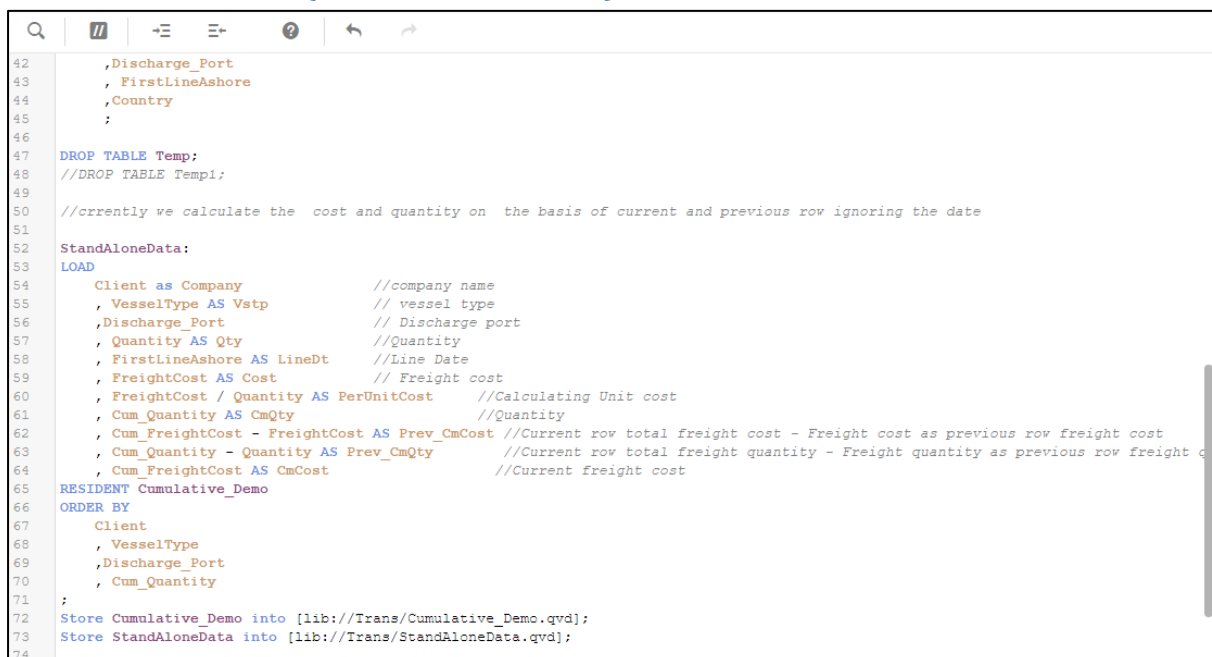 42 ,Discharge_Port
43 , FirstLineAshore
44 ,Country
45 ;
46
47 DROP TABLE Temp;
48 //DROP TABLE Temp1;
49
50 //crrently we calculate the cost and quantity on the basis of current and previous row ignoring the date
51
52 StandAloneData:
53 LOAD
54 Client as Company //company name
55 , VesselType AS Vstp // vessel type
56 ,Discharge_Port // Discharge port
57 , Quantity AS Qty //Quantity
58 , FirstLineAshore AS LineDt //Line Date
59 , FreightCost AS Cost // Freight cost
60 , FreightCost / Quantity AS PerUnitCost //Calculating Unit cost
61 , Cum_Quantity AS CmQty //Quantity
62 , Cum_FreightCost - FreightCost AS Prev_CmCost //Current row total freight cost - Freight cost as previous row freight cost
63 , Cum_Quantity - Quantity AS Prev_CmQty //Current row total freight quantity - Freight quantity as previous row freight
64 , Cum_FreightCost AS CmCost //Current freight cost
65 RESIDENT Cumulative_Demo
66 ORDER BY
67 Client
68 , VesselType
69 ,Discharge_Port
70 , Cum_Quantity
71 ;
72 Store Cumulative_Demo into [lib://Trans/Cumulative_Demo.qvd];
73 Store StandAloneData into [lib://Trans/StandAloneData.qvd];
74